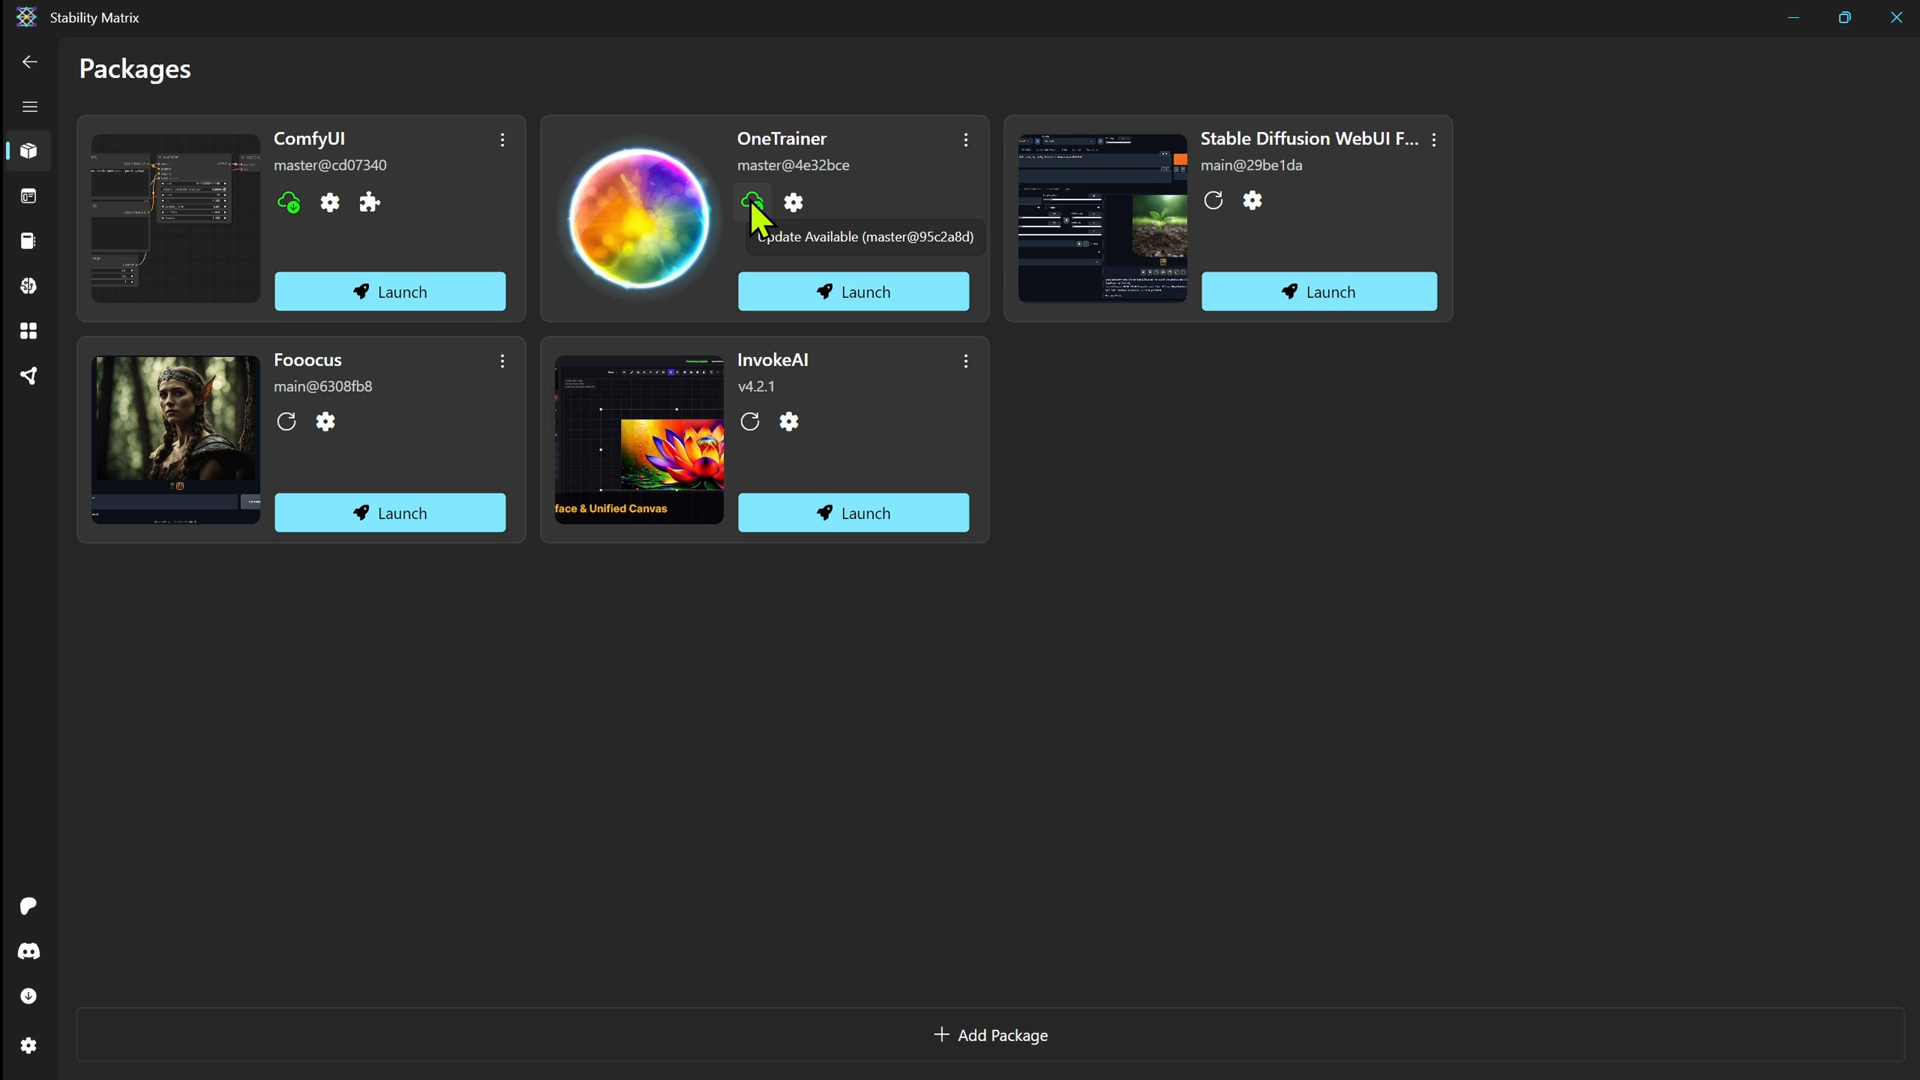 Stability Matrix
Packages
ComfyUI
master@cd07340
Launch
OneTrainer
master@4e32bce
Update Available (master@95c2a8d)
Launch
Stable Diffusion WebUI F...
main@29be1da
Launch
Fooocus
main@6308fb8
Launch
InvokeAI
v4.2.1
face & Unified Canvas
Launch
Add Package